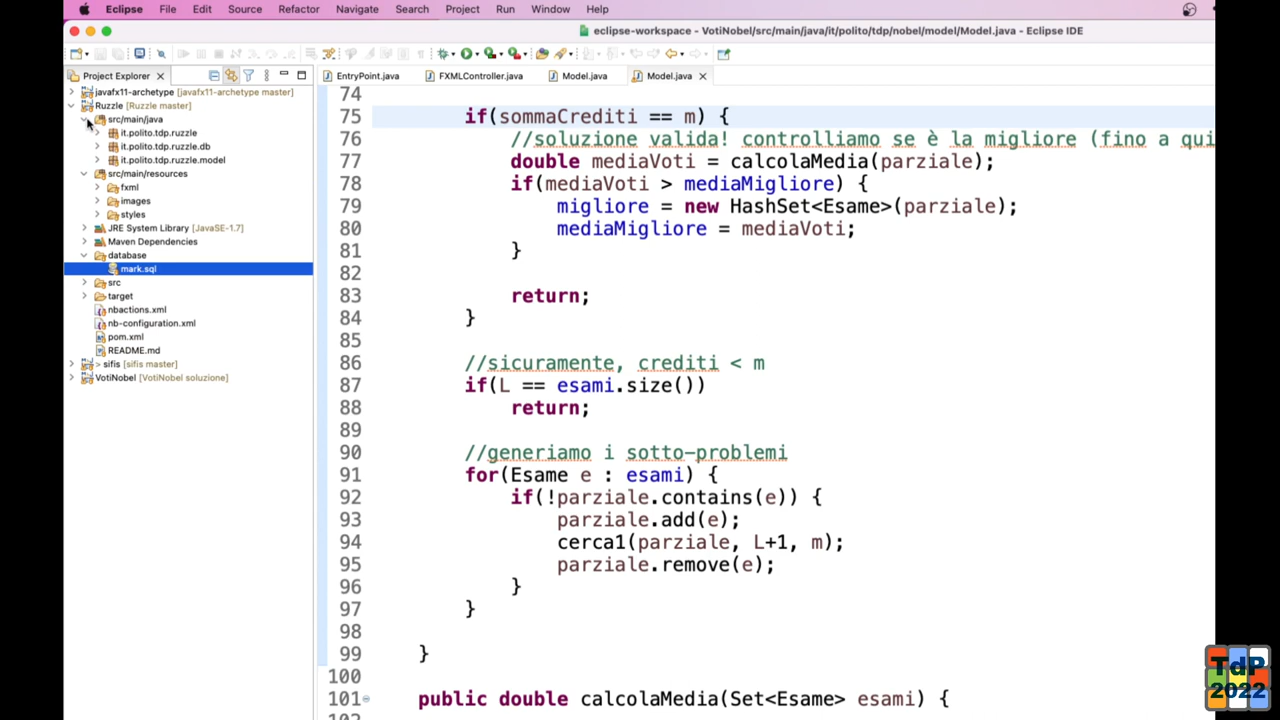 Eclipse File Edit Source Refactor Navigate Search Project Run Window Help
eclipse-workspace - VotiNobel/src/main/java/it/polito/tdp/nobel/model/Model.java - Eclipse IDE
Project Explorer
EntryPoint.java FXMLController.java Model.java Model.java
javafx11-archetype [javafx11-archetype master]
Ruzzle [Ruzzle master]
src/main/java
it.polito.tdp.ruzzle
it.polito.tdp.ruzzle.db
it.polito.tdp.ruzzle.model
src/main/resources
fxml
images
styles
JRE System Library [JavaSE-1.7]
Maven Dependencies
database
mark.sql
src
target
nbactions.xml
nb-configuration.xml
pom.xml
README.md
> sifis [sifis master]
VotiNobel [VotiNobel soluzione]
74
75 if(sommaCrediti == m) {
76 //soluzione valida! controlliamo se è la migliore (fino a qui
77 double mediaVoti = calcolaMedia(parziale);
78 if(mediaVoti > mediaMigliore) {
79 migliore = new HashSet<Esame>(parziale);
80 mediaMigliore = mediaVoti;
81 }
82
83 return;
84 }
85
86 //sicuramente, crediti < m
87 if(L == esami.size())
88 return;
89
90 //generiamo i sotto-problemi
91 for(Esame e : esami) {
92 if(!parziale.contains(e)) {
93 parziale.add(e);
94 cerca1(parziale, L+1, m);
95 parziale.remove(e);
96 }
97 }
98
99 }
100
101 public double calcolaMedia(Set<Esame> esami) {
102
TdP
2022